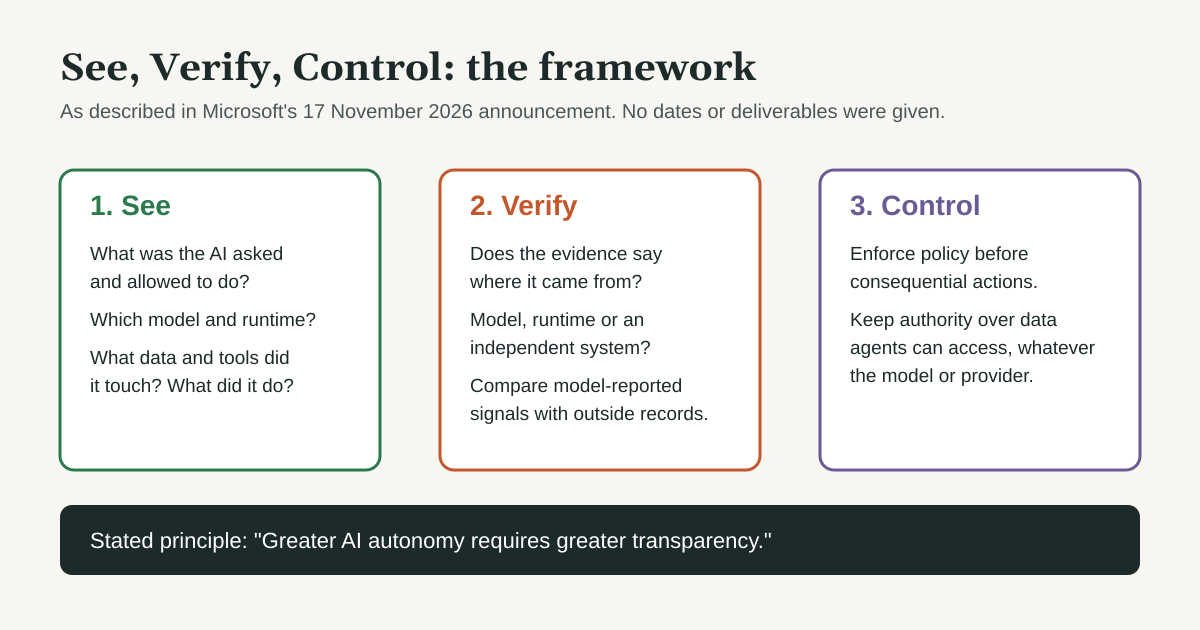 See, Verify, Control: the framework
As described in Microsoft's 17 November 2026 announcement. No dates or deliverables were given.
1. See
What was the AI asked
and allowed to do?
Which model and runtime?
What data and tools did
it touch? What did it do?
2. Verify
Does the evidence say
where it came from?
Model, runtime or an
independent system?
Compare model-reported
signals with outside records.
3. Control
Enforce policy before
consequential actions.
Keep authority over data
agents can access, whatever
the model or provider.
Stated principle: "Greater AI autonomy requires greater transparency."